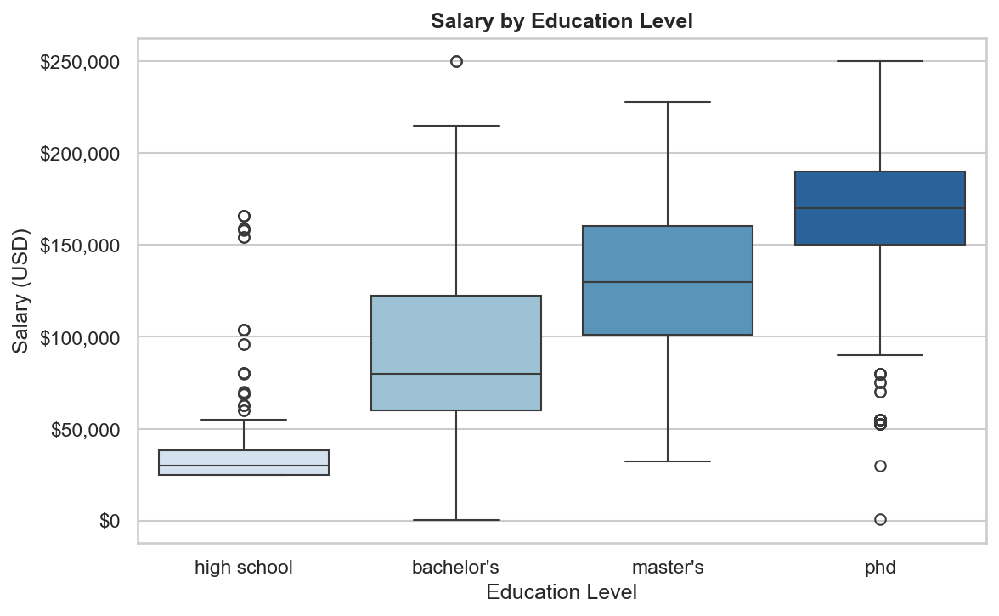 Salary by Education Level
$250,000
$200,000
$150,000
$100,000
$50,000
$0
Salary (USD)
high school
bachelor's
master's
phd
Education Level